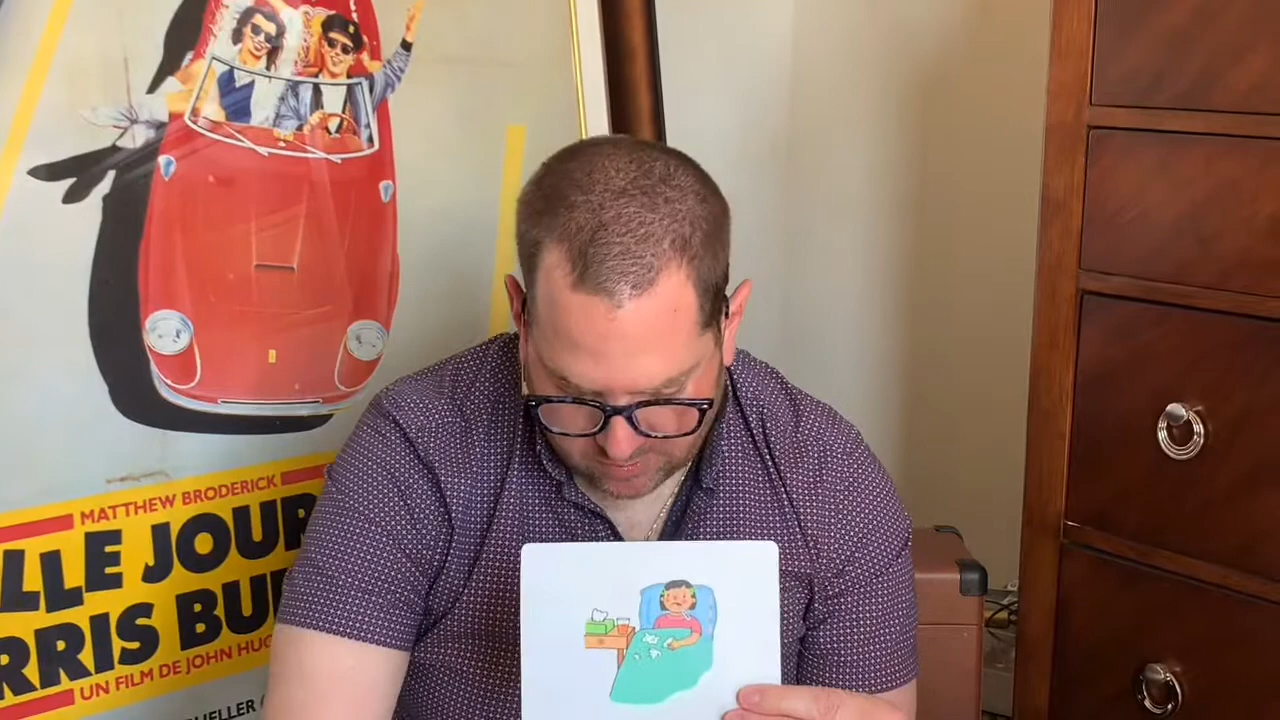 MATTHEW BRODERICK
LLE JOUR
RRIS BU
UN FILM DE JOHN HUG